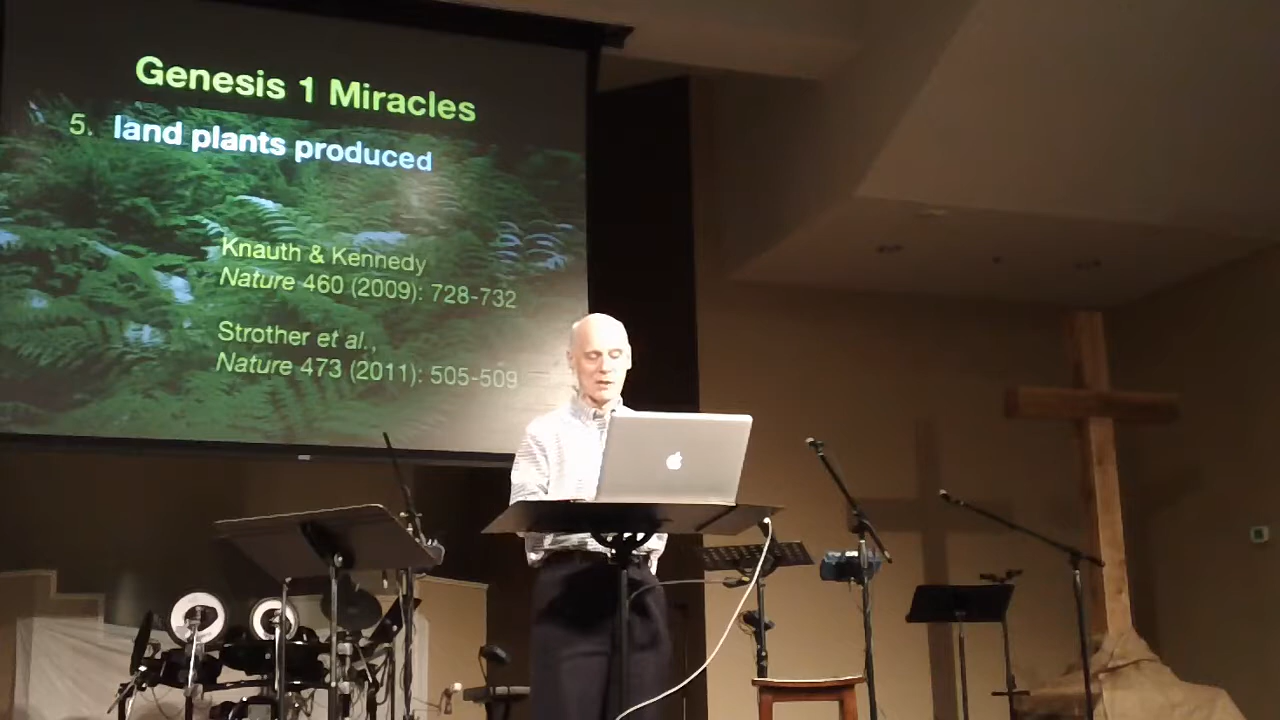 Genesis 1 Miracles
5. land plants produced
Knauth & Kennedy
Nature 460 (2009): 728-732
Strother et al.,
Nature 473 (2011): 505-509